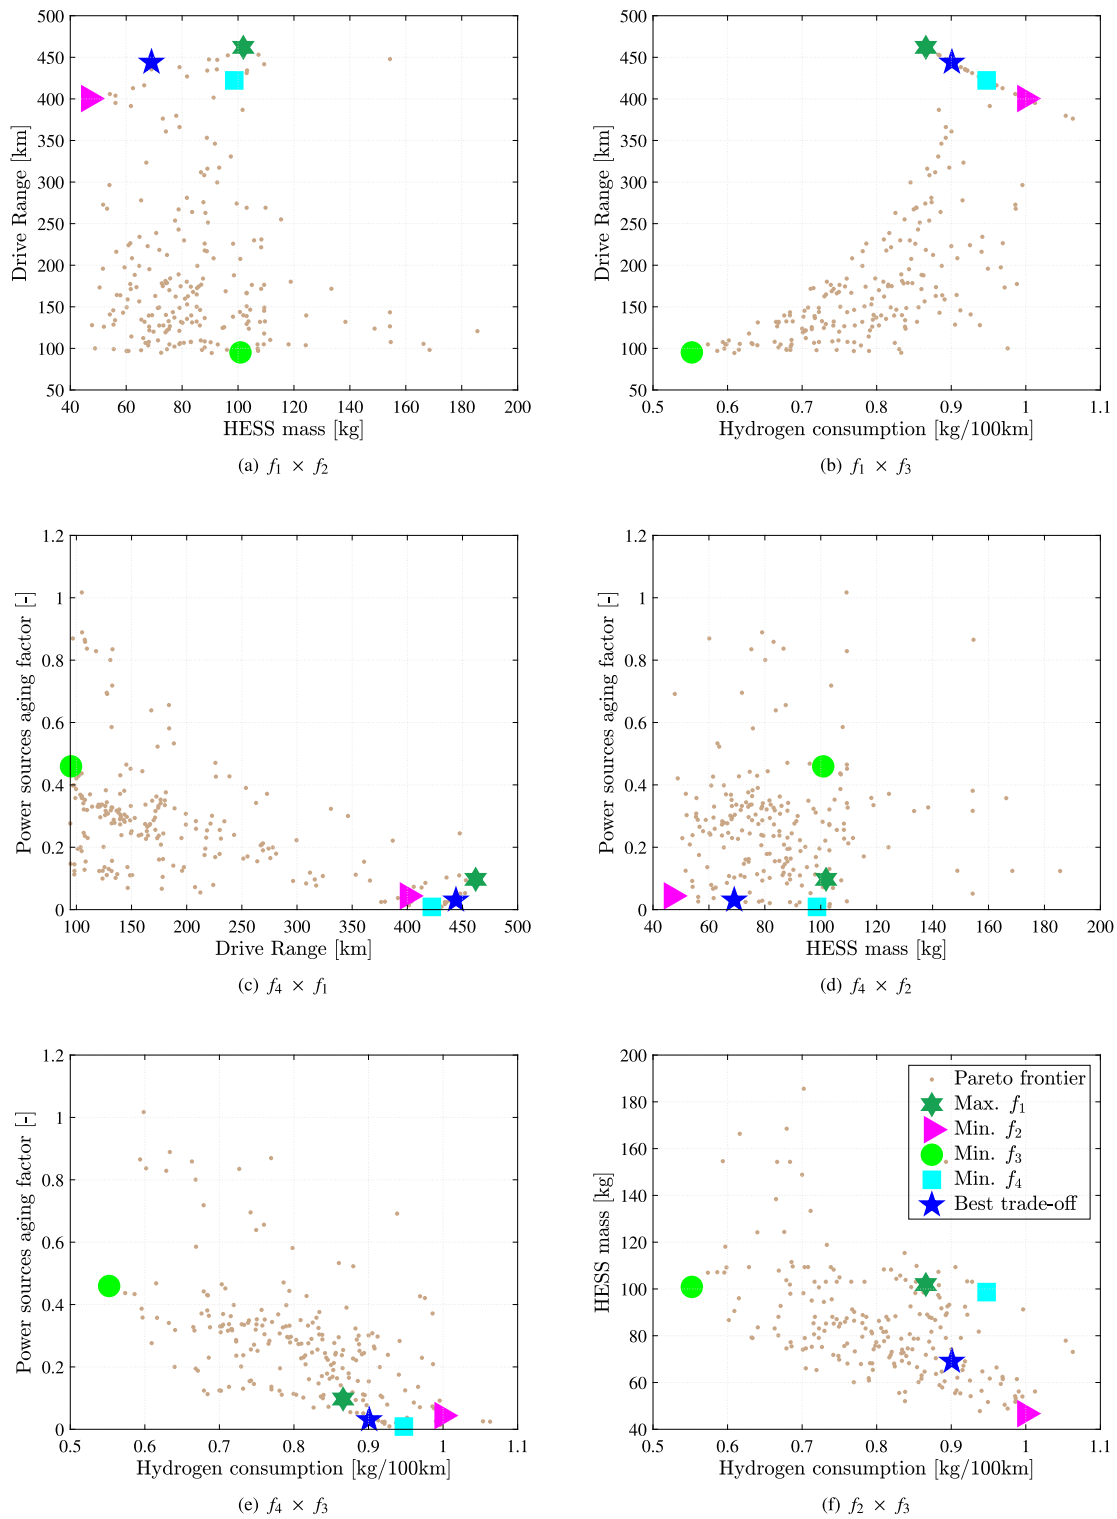 500
450
400
350
300
250
200
150
100
50
Drive Range [km]
40 60 80 100 120 140 160 180 200
HESS mass [kg]
(a) f1 × f2
500
450
400
350
300
250
200
150
100
50
Drive Range [km]
0.5 0.6 0.7 0.8 0.9 1 1.1
Hydrogen consumption [kg/100km]
(b) f1 × f3
1.2
1
0.8
0.6
0.4
0.2
0
Power sources aging factor [-]
100 150 200 250 300 350 400 450 500
Drive Range [km]
(c) f4 × f1
1.2
1
0.8
0.6
0.4
0.2
0
Power sources aging factor [-]
40 60 80 100 120 140 160 180 200
HESS mass [kg]
(d) f4 × f2
1.2
1
0.8
0.6
0.4
0.2
0
Power sources aging factor [-]
0.5 0.6 0.7 0.8 0.9 1 1.1
Hydrogen consumption [kg/100km]
(e) f4 × f3
200
180
160
140
120
100
80
60
40
HESS mass [kg]
Pareto frontier
Max. f1
Min. f2
Min. f3
Min. f4
Best trade-off
0.5 0.6 0.7 0.8 0.9 1 1.1
Hydrogen consumption [kg/100km]
(f) f2 × f3